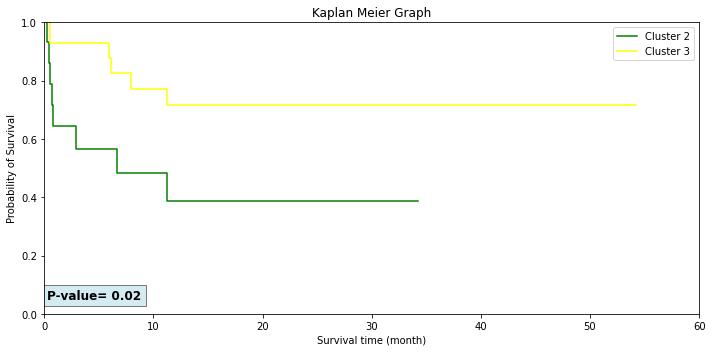 Kaplan Meier Graph
Probability of Survival
1.0
0.8
0.6
0.4
0.2
0.0
Cluster 2
Cluster 3
P-value= 0.02
0 10 20 30 40 50 60
Survival time (month)